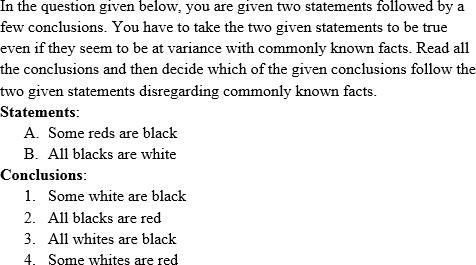 In the question given below, you are given two statements followed by a
few conclusions. You have to take the two given statements to be true
even if they seem to be at variance with commonly known facts. Read all
the conclusions and then decide which of the given conclusions follow the
two given statements disregarding commonly known facts.
Statements:
A. Some reds are black
B. All blacks are white
Conclusions:
1. Some white are black
2. All blacks are red
3. All whites are black
4. Some whites are red